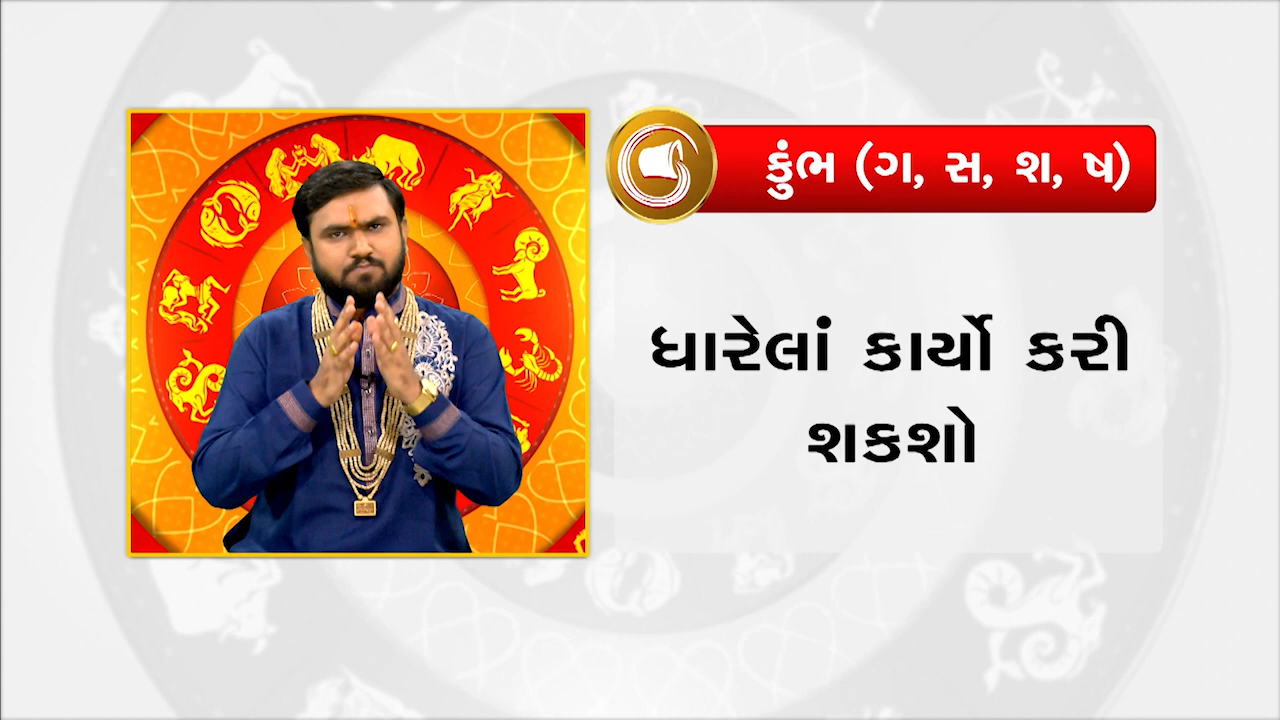 કુંભ (ગ, સ, શ, ષ)
ધારેલાં કાર્યો કરી
શકશો